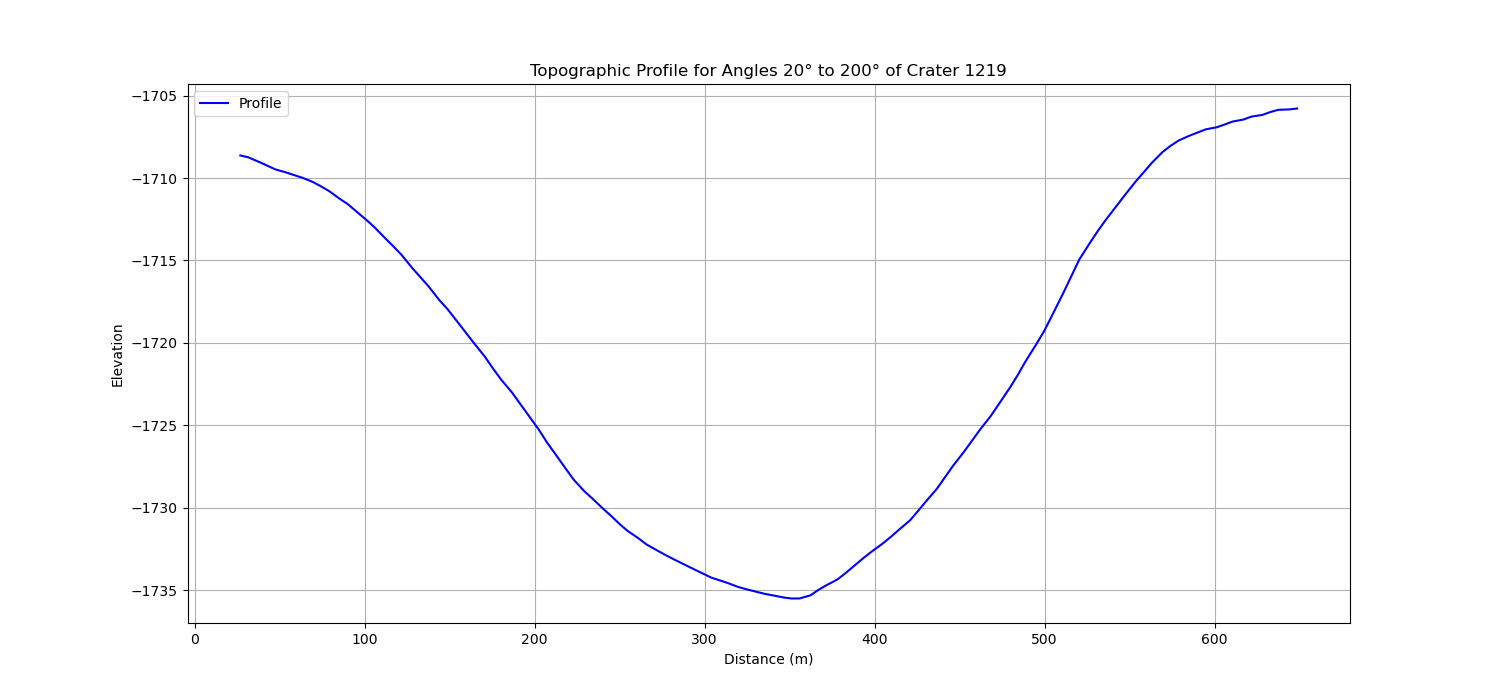 Topographic Profile for Angles 20° to 200° of Crater 1219
Profile
−1705
−1710
−1715
−1720
−1725
−1730
−1735
Elevation
0 100 200 300 400 500 600
Distance (m)